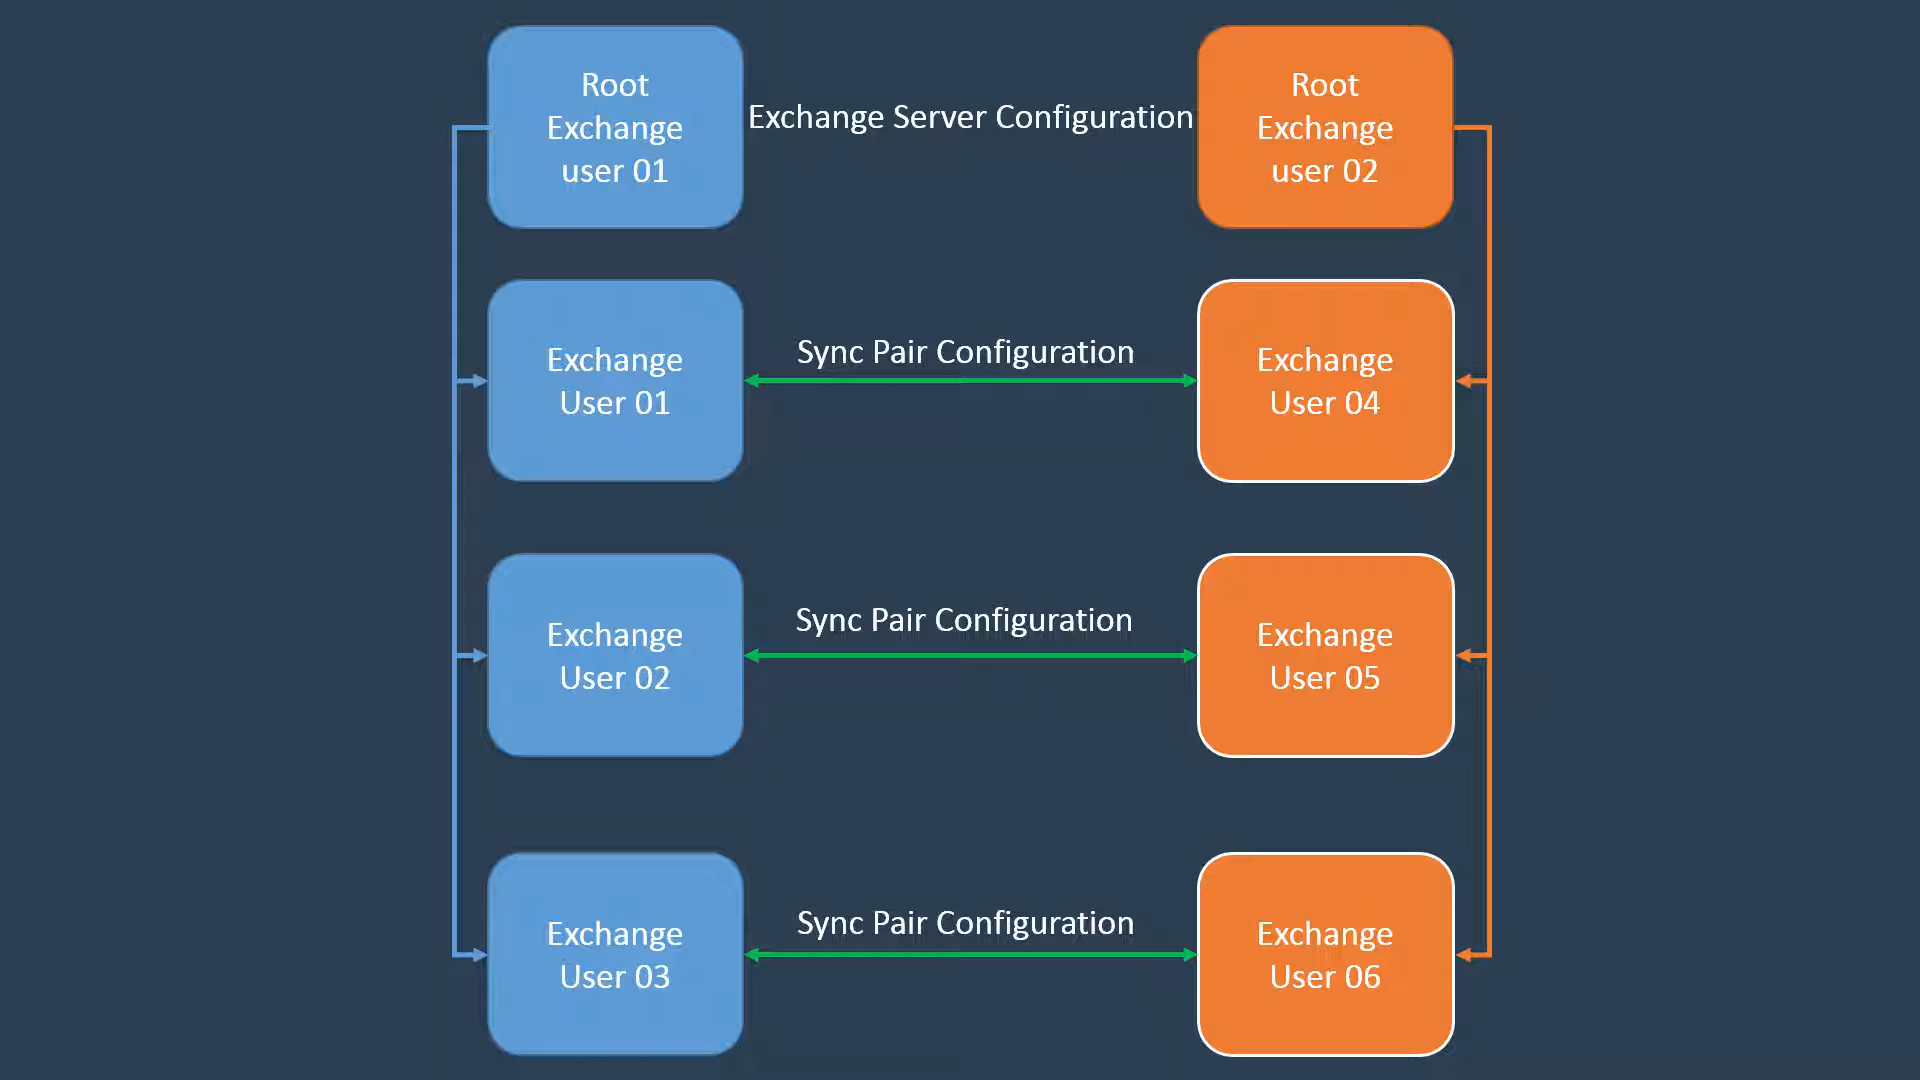 Root
Exchange
user 01
Exchange Server Configuration
Root
Exchange
user 02
Exchange
User 01
Sync Pair Configuration
Exchange
User 04
Exchange
User 02
Sync Pair Configuration
Exchange
User 05
Exchange
User 03
Sync Pair Configuration
Exchange
User 06